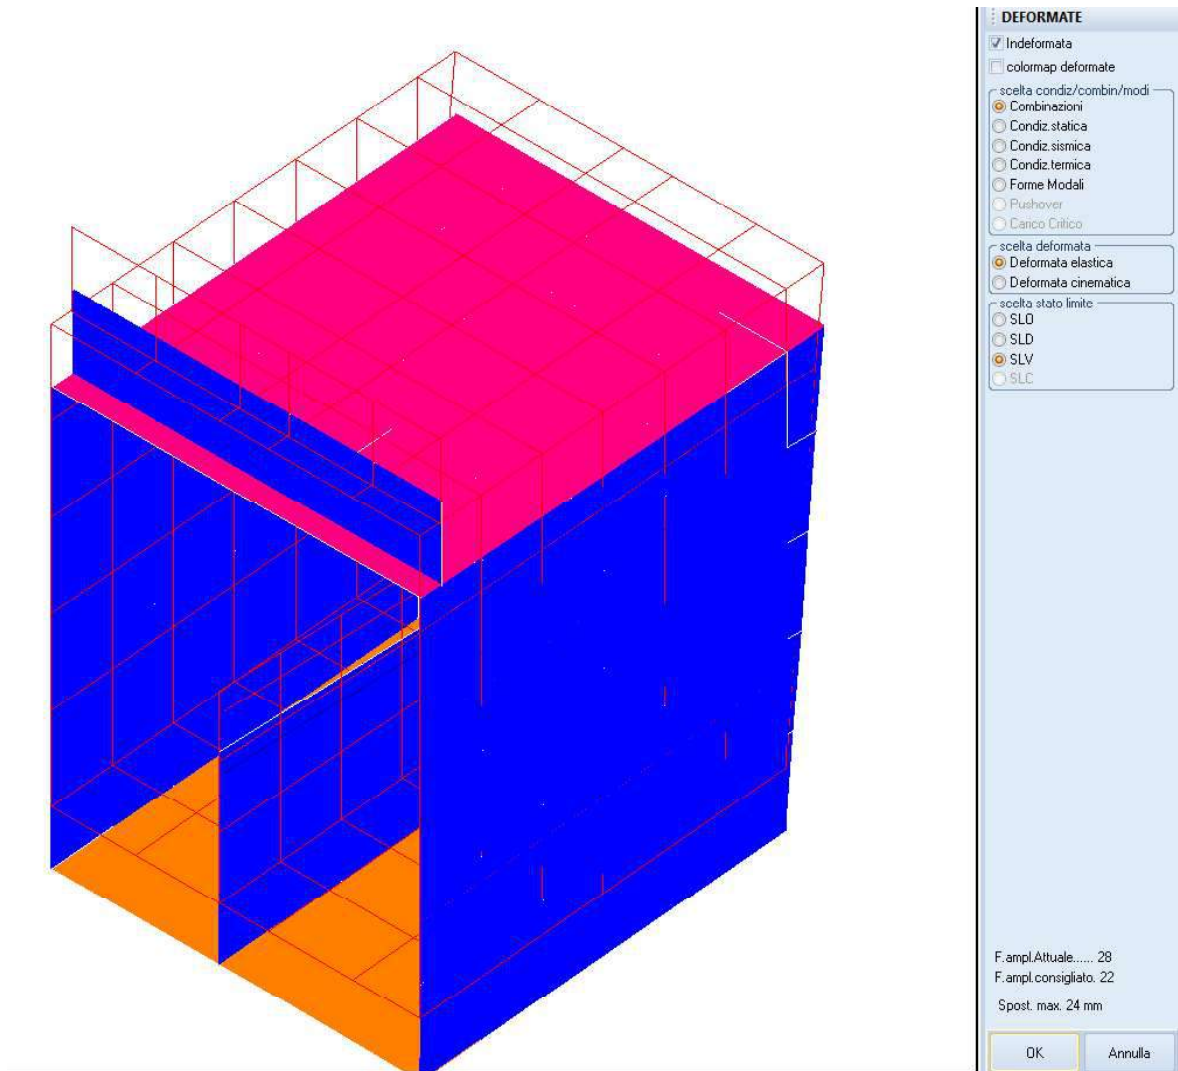 DEFORMATE
Indeformata
colormap deformate
scelta condiz/combin/modi
Combinazioni
Condiz.statica
Condiz.sismica
Condiz.termica
Forme Modali
Pushover
Carico Critico
scelta deformata
Deformata elastica
Deformata cinematica
scelta stato limite
SLO
SLD
SLV
SLC
F.ampl.Attuale...... 28
F.ampl.consigliato. 22
Spost. max. 24 mm
OK Annulla